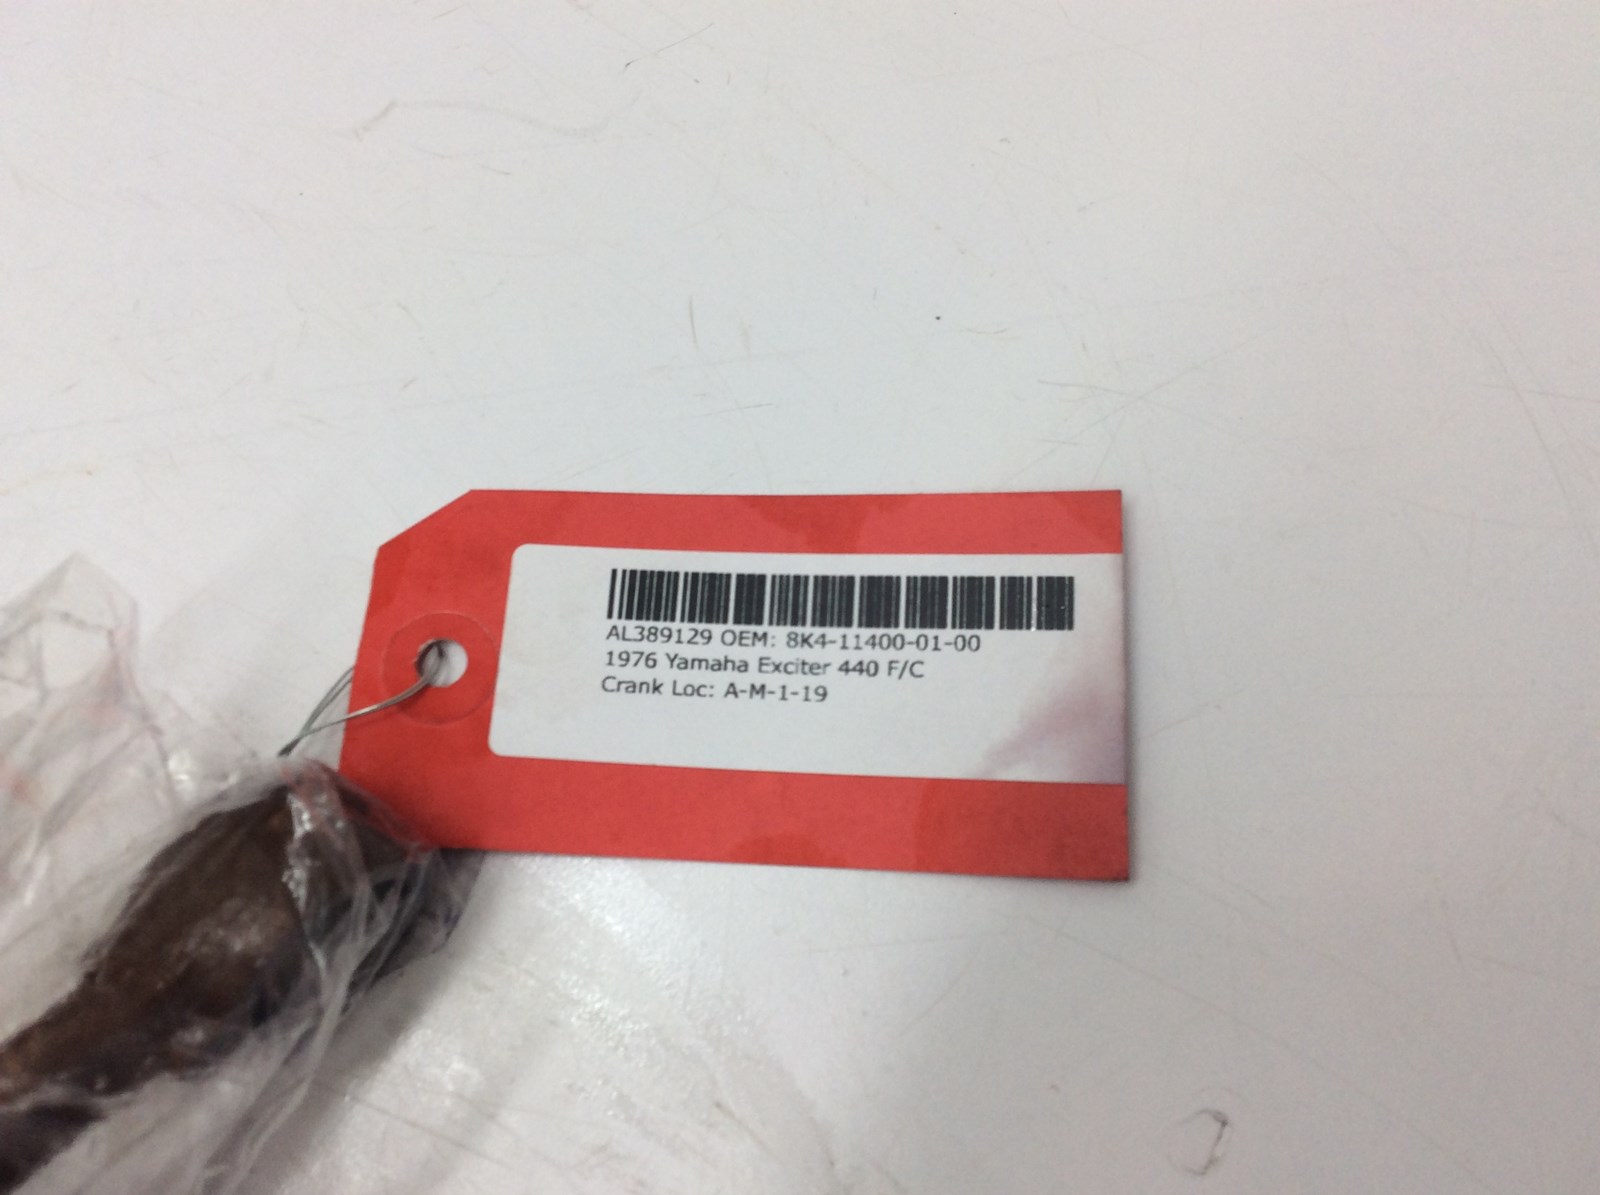 AL389129 OEM: 8K4-11400-01-00
1976 Yamaha Exciter 440 F/C
Crank Loc: A-M-1-19